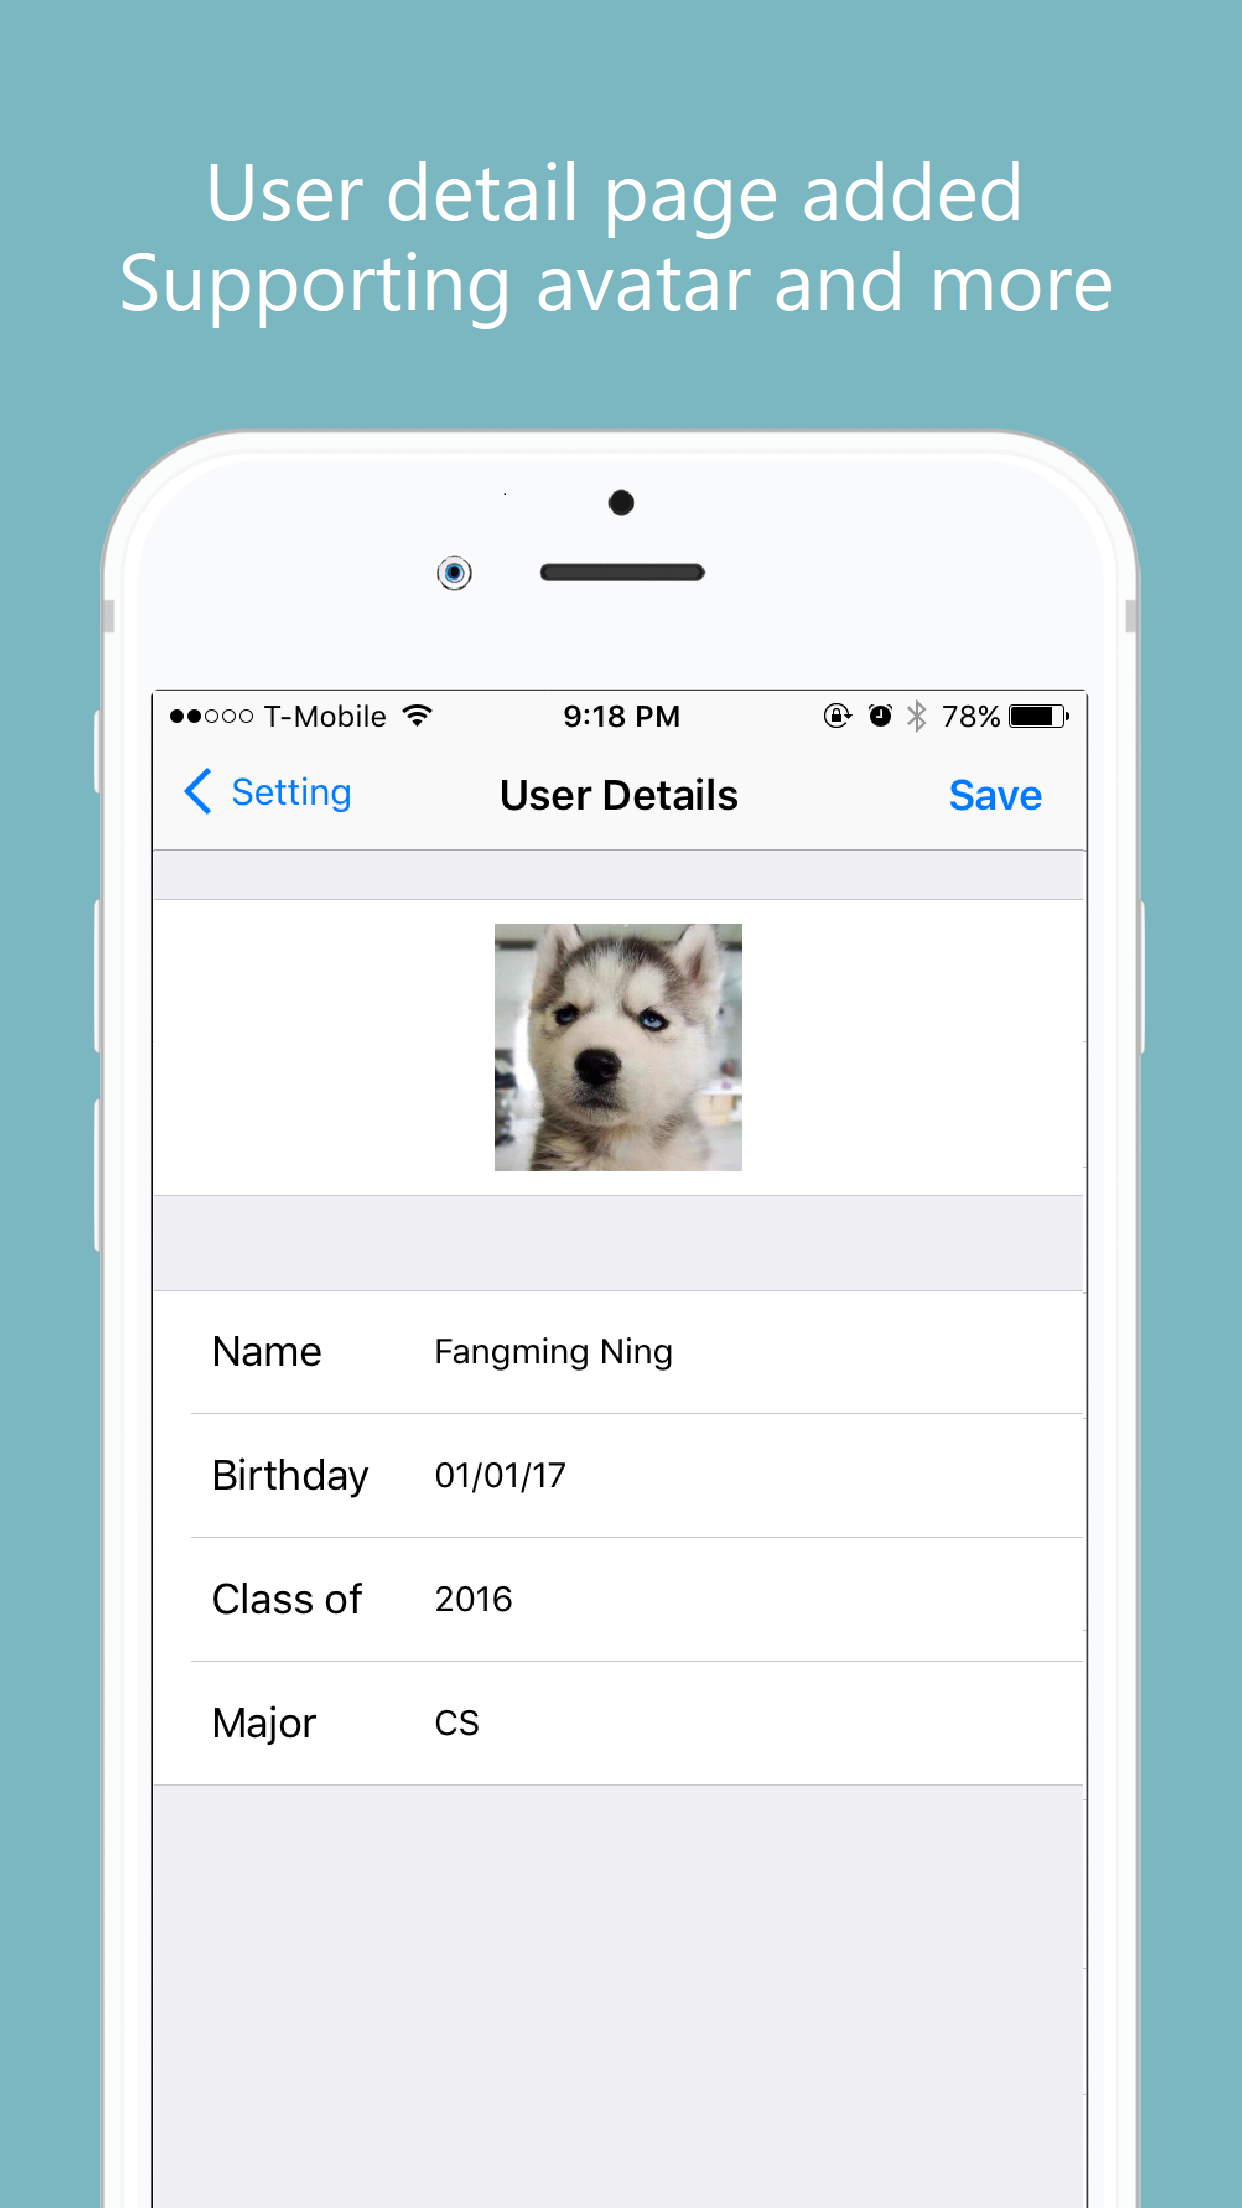 User detail page added
Supporting avatar and more
T-Mobile 9:18 PM 78%
Setting User Details Save
Name Fangming Ning
Birthday 01/01/17
Class of 2016
Major CS